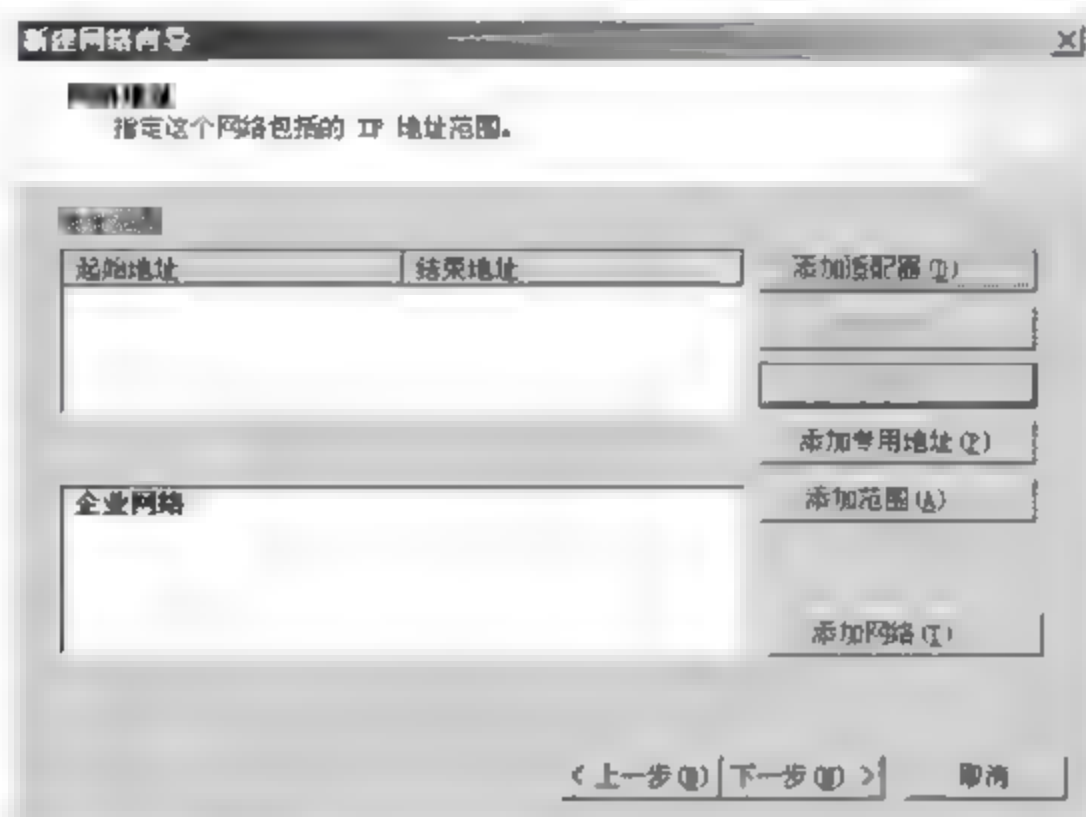 新建网络向导
指定这个网络包括的 IP 地址范围。
起始地址 结束地址
添加适配器(D)
添加专用地址(P)
企业网络
添加范围(A)
添加网络(T)
< 上一步(B) 下一步(N) > 取消